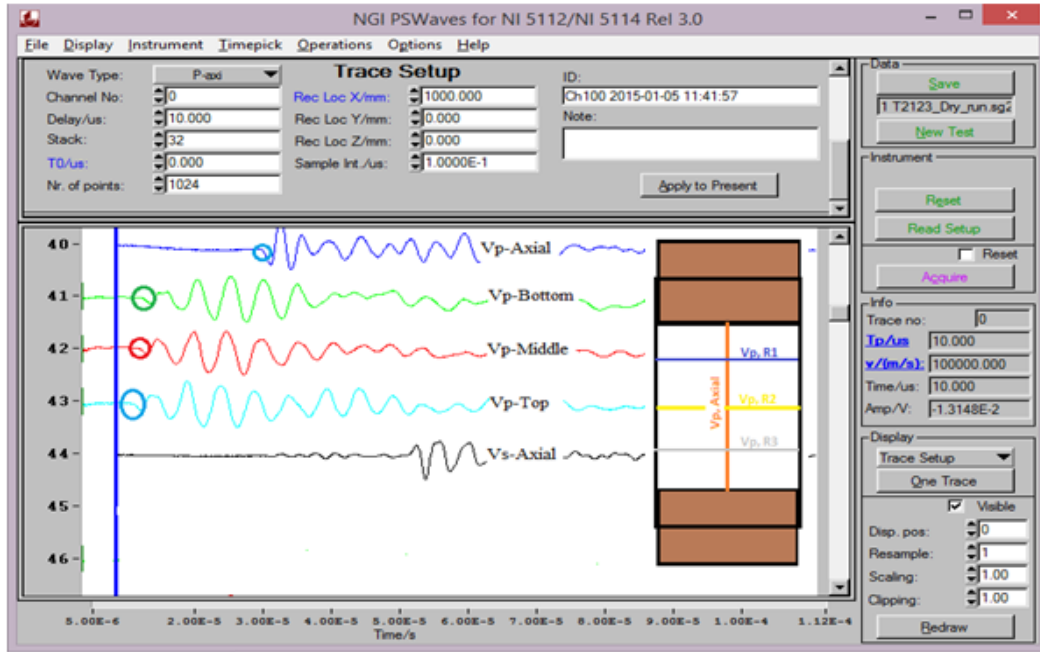 NGI PSWaves for NI 5112/NI 5114 Rel 3.0
File Display Instrument Timepick Operations Options Help
Trace Setup
Wave Type: P-axi
Channel No: 0
Delay/us: 10.000
Stack: 32
T0/us: 0.000
Nr. of points: 1024
Rec Loc X/mm: 1000.000
Rec Loc Y/mm: 0.000
Rec Loc Z/mm: 0.000
Sample Int./us: 1.0000E-1
ID:
Ch100 2015-01-05 11:41:57
Note:
Apply to Present
Data
Save
1 T2123_Dry_run.sg2
New Test
Instrument
Reset
Read Setup
Reset
Acquire
Info
Trace no: 0
Tp/us 10.000
v/(m/s): 100000.000
Time/us: 10.000
Amp/V: -1.3148E-2
Display
Trace Setup
One Trace
Visible
Disp. pos: 0
Resample: 1
Scaling: 1.00
Clipping: 1.00
Redraw
40 - Vp-Axial
41 - Vp-Bottom
42 - Vp-Middle
43 - Vp-Top
44 - Vs-Axial
45 -
46 -
Vp, R1
Vp, R2
Vp, R3
Vp, Axial
5.00E-6 2.00E-5 3.00E-5 4.00E-5 5.00E-5 6.00E-5 7.00E-5 8.00E-5 9.00E-5 1.00E-4 1.12E-4
Time/s